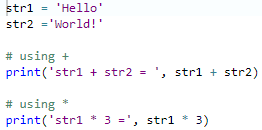 str1 = 'Hello'
str2 ='World!'
# using +
print('str1 + str2 = ', str1 + str2)
# using *
print('str1 * 3 =', str1 * 3)